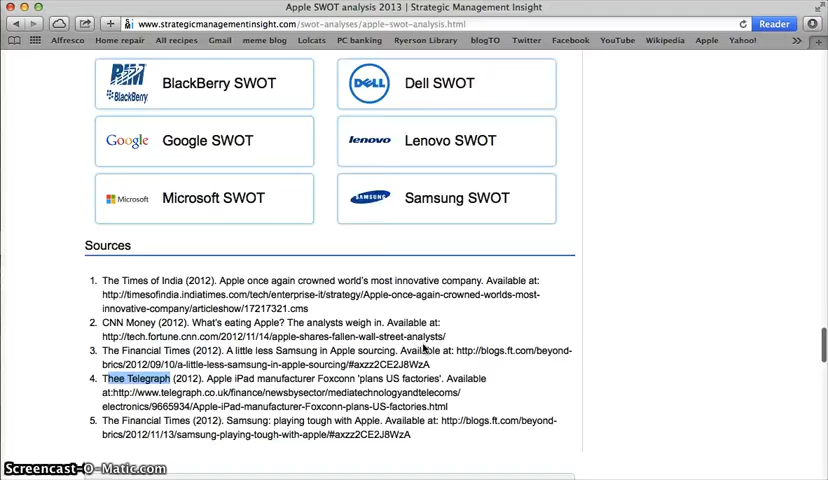 Apple SWOT analysis 2013 | Strategic Management Insight
www.strategicmanagementinsight.com/swot-analyses/apple-swot-analysis.html
Reader
Alfresco Home repair All recipes Gmail meme blog Lolcats PC banking Ryerson Library blogTO Twitter Facebook YouTube Wikipedia Apple Yahoo!
BlackBerry BlackBerry SWOT
DELL Dell SWOT
Google Google SWOT
lenovo Lenovo SWOT
Microsoft Microsoft SWOT
SAMSUNG Samsung SWOT
Sources
1. The Times of India (2012). Apple once again crowned world's most innovative company. Available at:
http://timesofindia.indiatimes.com/tech/enterprise-it/strategy/Apple-once-again-crowned-worlds-most-
innovative-company/articleshow/17217321.cms
2. CNN Money (2012). What's eating Apple? The analysts weigh in. Available at:
http://tech.fortune.cnn.com/2012/11/14/apple-shares-fallen-wall-street-analysts/
3. The Financial Times (2012). A little less Samsung in Apple sourcing. Available at: http://blogs.ft.com/beyond-
brics/2012/09/10/a-little-less-samsung-in-apple-sourcing/#axzz2CE2J8WzA
4. Thee Telegraph (2012). Apple iPad manufacturer Foxconn 'plans US factories'. Available
at:http://www.telegraph.co.uk/finance/newsbysector/mediatechnologyandtelecoms/
electronics/9665934/Apple-iPad-manufacturer-Foxconn-plans-US-factories.html
5. The Financial Times (2012). Samsung: playing tough with Apple. Available at: http://blogs.ft.com/beyond-
brics/2012/11/13/samsung-playing-tough-with-apple/#axzz2CE2J8WzA
Screencast-O-Matic.com